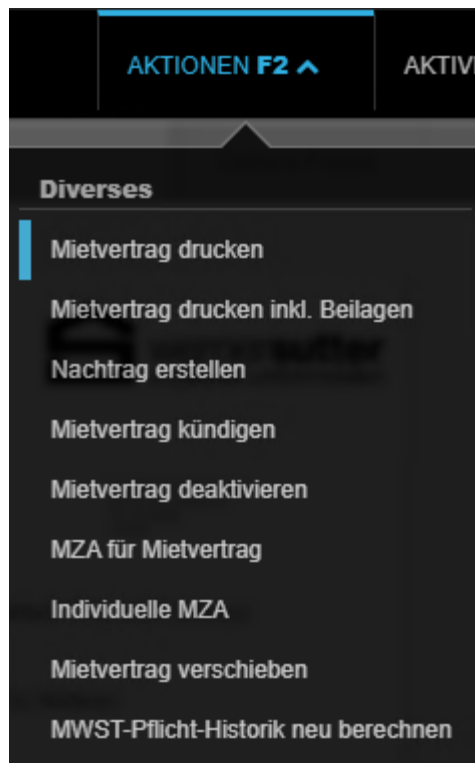 AKTIONEN F2 AKTIVI
Diverses
Mietvertrag drucken
Mietvertrag drucken inkl. Beilagen
Nachtrag erstellen
Mietvertrag kündigen
Mietvertrag deaktivieren
MZA für Mietvertrag
Individuelle MZA
Mietvertrag verschieben
MWST-Pflicht-Historik neu berechnen